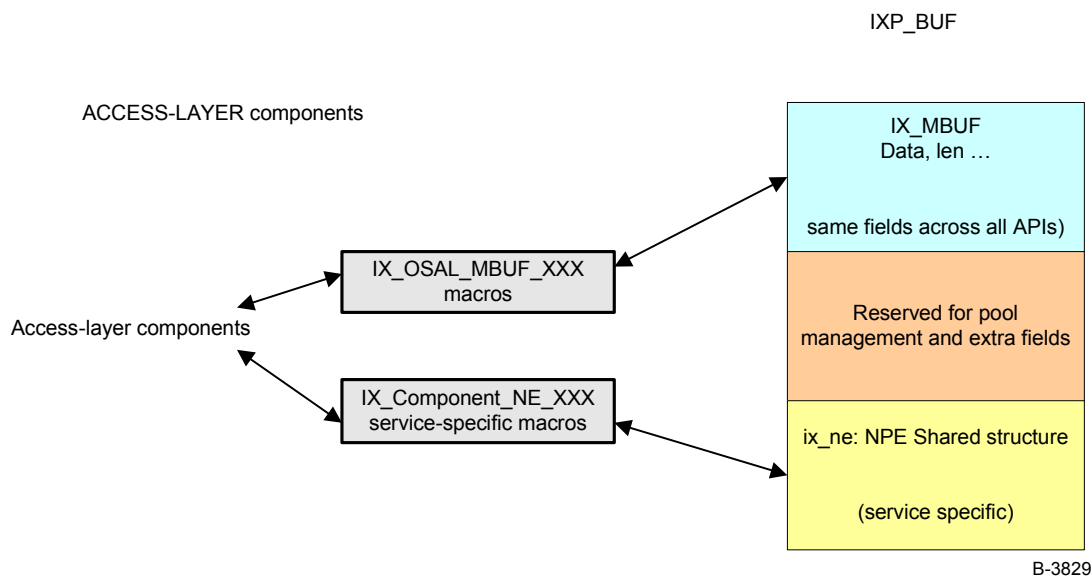 IXP_BUF
ACCESS-LAYER components
IX_MBUF
Data, len …
same fields across all APIs)
IX_OSAL_MBUF_XXX
macros
Reserved for pool
management and extra fields
Access-layer components
IX_Component_NE_XXX
service-specific macros
ix_ne: NPE Shared structure
(service specific)
B-3829